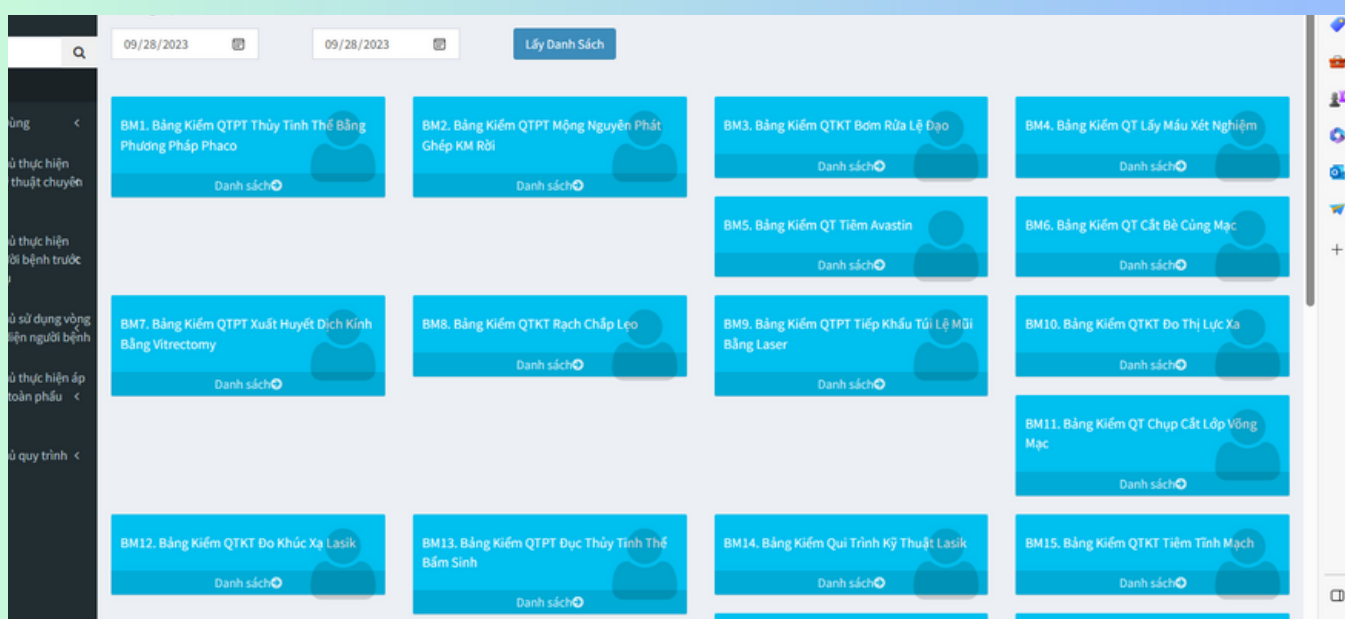 09/28/2023
09/28/2023
Lấy Danh Sách
ủ thực hiện
thuật chuyên
ủ thực hiện
ời bệnh trước
ủ sử dụng vòng
diện người bệnh
ủ thực hiện áp
toàn phẩu
ủ quy trình
BM1. Bảng Kiểm QTPT Thủy Tinh Thể Bằng
Phương Pháp Phaco
Danh sách
BM2. Bảng Kiểm QTPT Mộng Nguyên Phát
Ghép KM Rời
Danh sách
BM3. Bảng Kiểm QTKT Bơm Rửa Lệ Đạo
Danh sách
BM4. Bảng Kiểm QT Lấy Máu Xét Nghiệm
Danh sách
BM5. Bảng Kiểm QT Tiêm Avastin
Danh sách
BM6. Bảng Kiểm QT Cắt Bè Củng Mạc
Danh sách
BM7. Bảng Kiểm QTPT Xuất Huyết Dịch Kính
Bằng Vitrectomy
Danh sách
BM8. Bảng Kiểm QTKT Rạch Chắp Lẹo
Danh sách
BM9. Bảng Kiểm QTPT Tiếp Khẩu Túi Lệ Mũi
Bằng Laser
Danh sách
BM10. Bảng Kiểm QTKT Đo Thị Lực Xa
Danh sách
BM11. Bảng Kiểm QT Chụp Cắt Lớp Võng
Mạc
Danh sách
BM12. Bảng Kiểm QTKT Đo Khúc Xạ Lasik
Danh sách
BM13. Bảng Kiểm QTPT Đục Thủy Tinh Thể
Bẩm Sinh
Danh sách
BM14. Bảng Kiểm Qui Trình Kỹ Thuật Lasik
Danh sách
BM15. Bảng Kiểm QTKT Tiêm Tĩnh Mạch
Danh sách